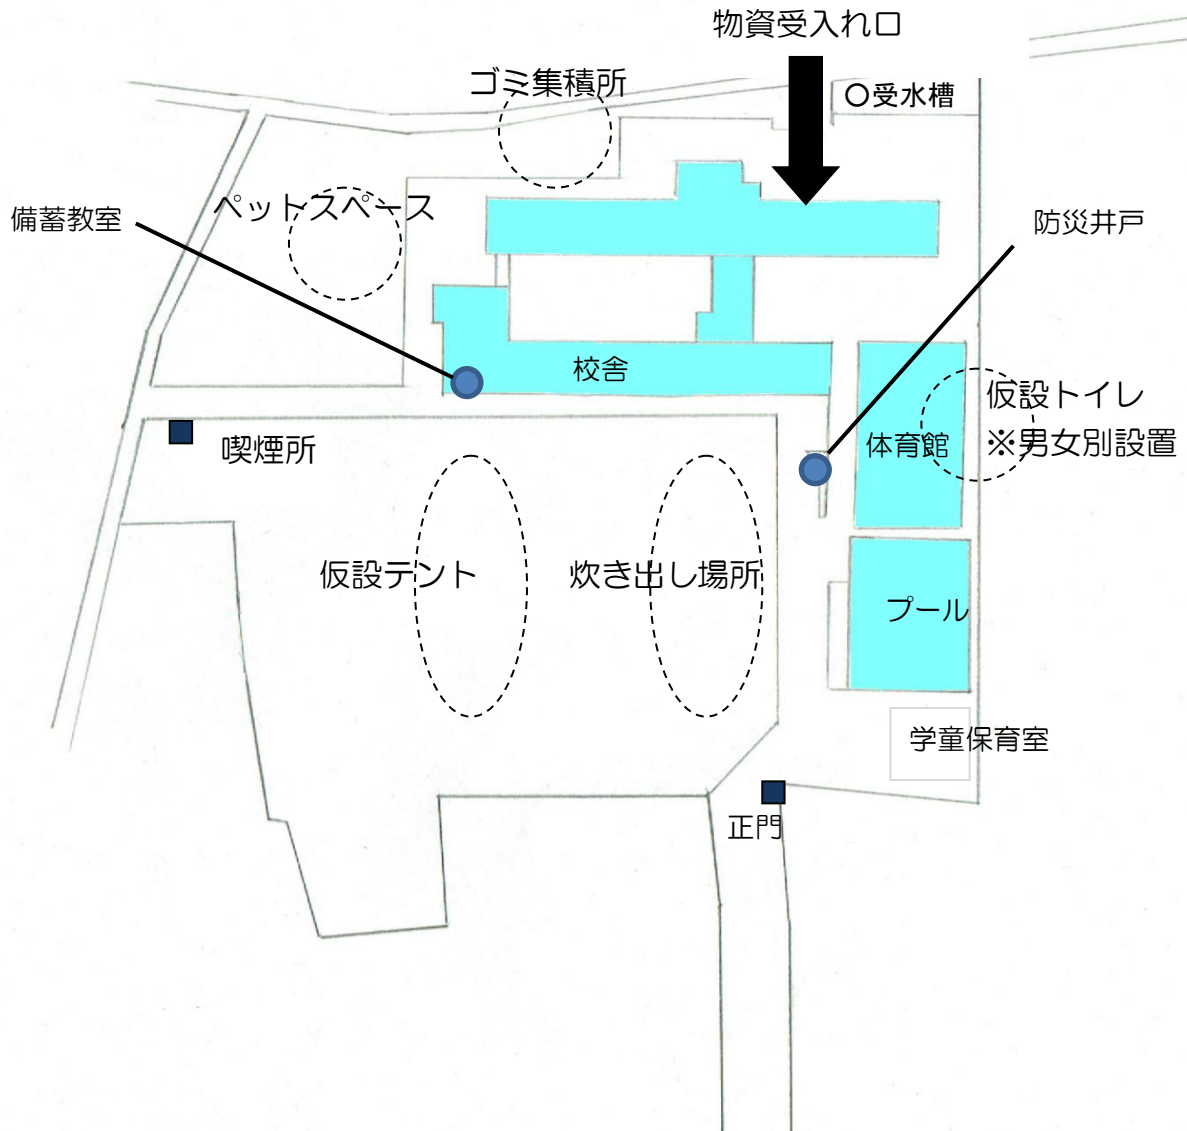 物資受入れ口
ゴミ集積所
〇受水槽
ペットスペース
備蓄教室
防災井戸
校舎
仮設トイレ
※男女別設置
体育館
喫煙所
仮設テント
炊き出し場所
プール
学童保育室
正門